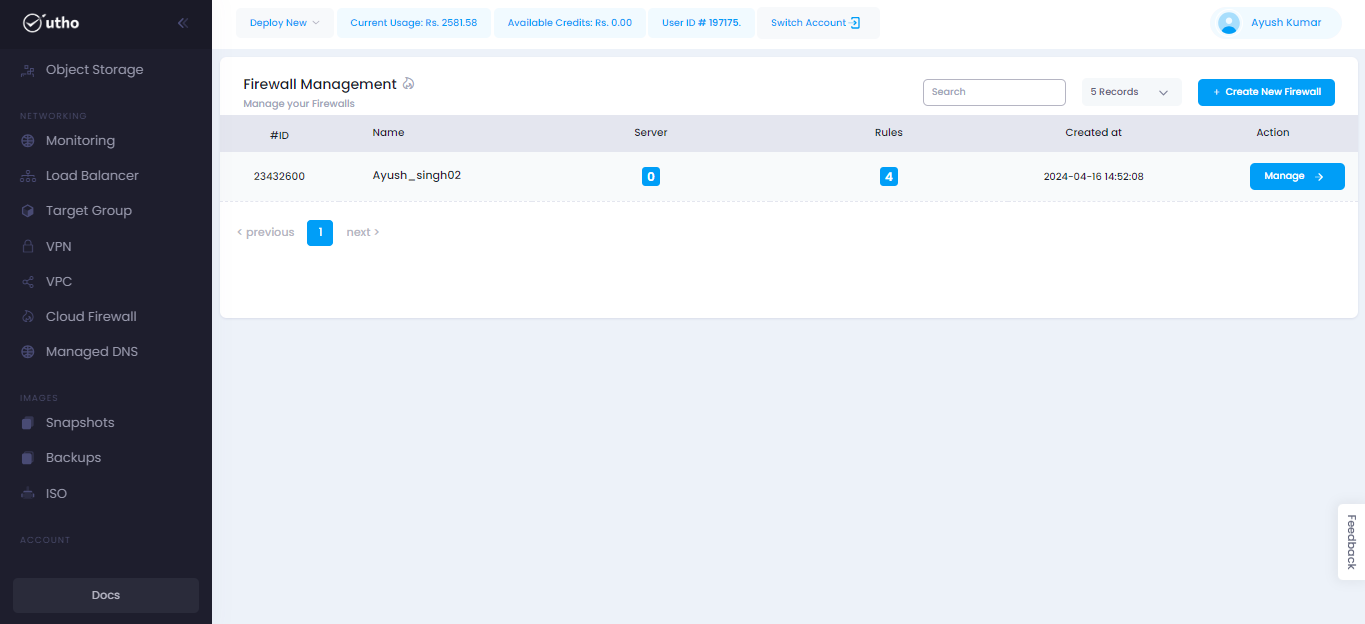 utho
Deploy New
Current Usage: Rs. 2581.58
Available Credits: Rs. 0.00
User ID # 197175.
Switch Account
Ayush Kumar
Object Storage
NETWORKING
Monitoring
Load Balancer
Target Group
VPN
VPC
Cloud Firewall
Managed DNS
IMAGES
Snapshots
Backups
ISO
ACCOUNT
Docs
Firewall Management
Manage your Firewalls
Search
5 Records
+ Create New Firewall
#ID Name Server Rules Created at Action
23432600 Ayush_singh02 0 4 2024-04-16 14:52:08 Manage →
< previous 1 next >
Feedback